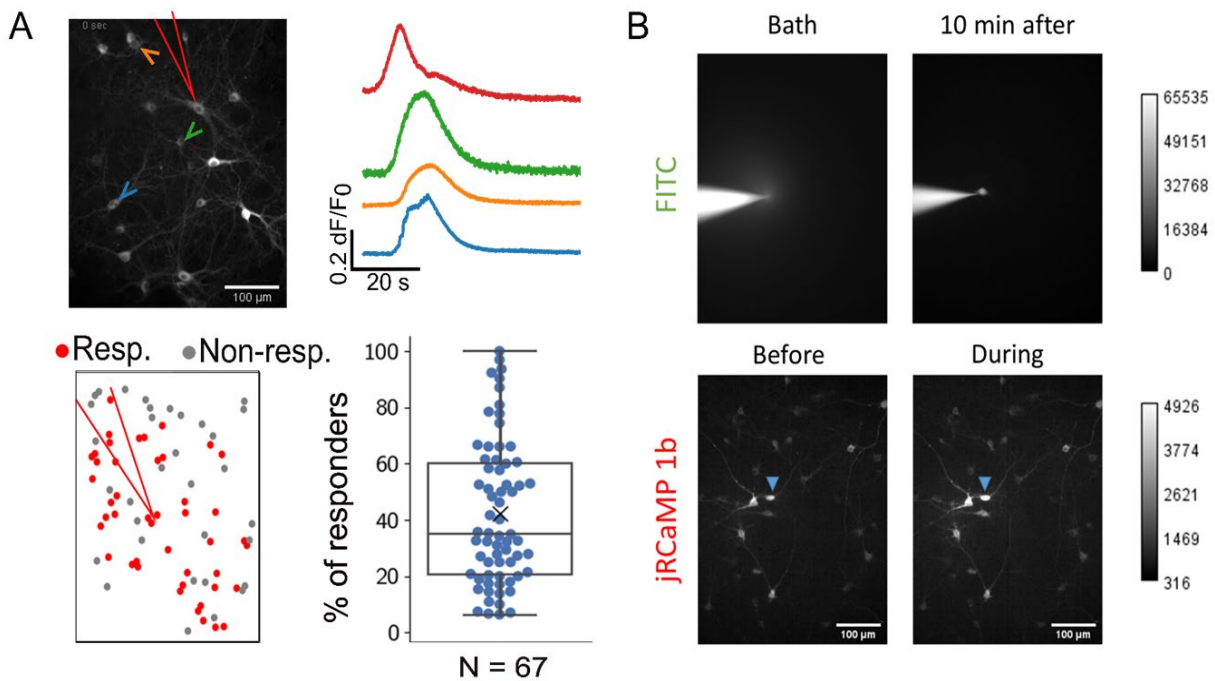 A
0 sec
100 µm
0.2 dF/F0
20 s
Resp.
Non-resp.
% of responders
100
80
60
40
20
0
N = 67
B
Bath
10 min after
FITC
65535
49151
32768
16384
0
Before
During
jRCaMP 1b
100 µm
100 µm
4926
3774
2621
1469
316